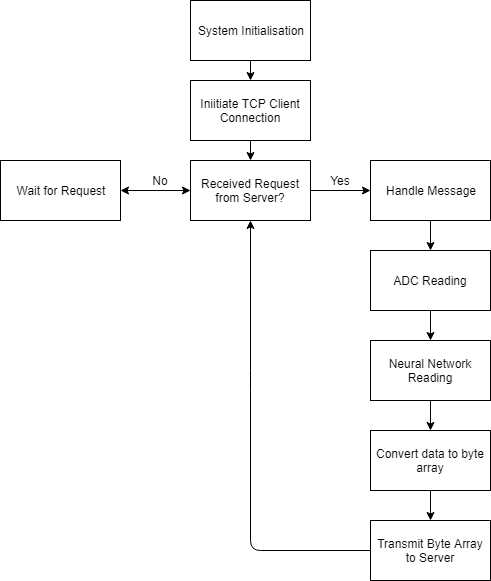 System Initialisation
Iniitiate TCP Client
Connection
Wait for Request
No
Received Request
from Server?
Yes
Handle Message
ADC Reading
Neural Network
Reading
Convert data to byte
array
Transmit Byte Array
to Server